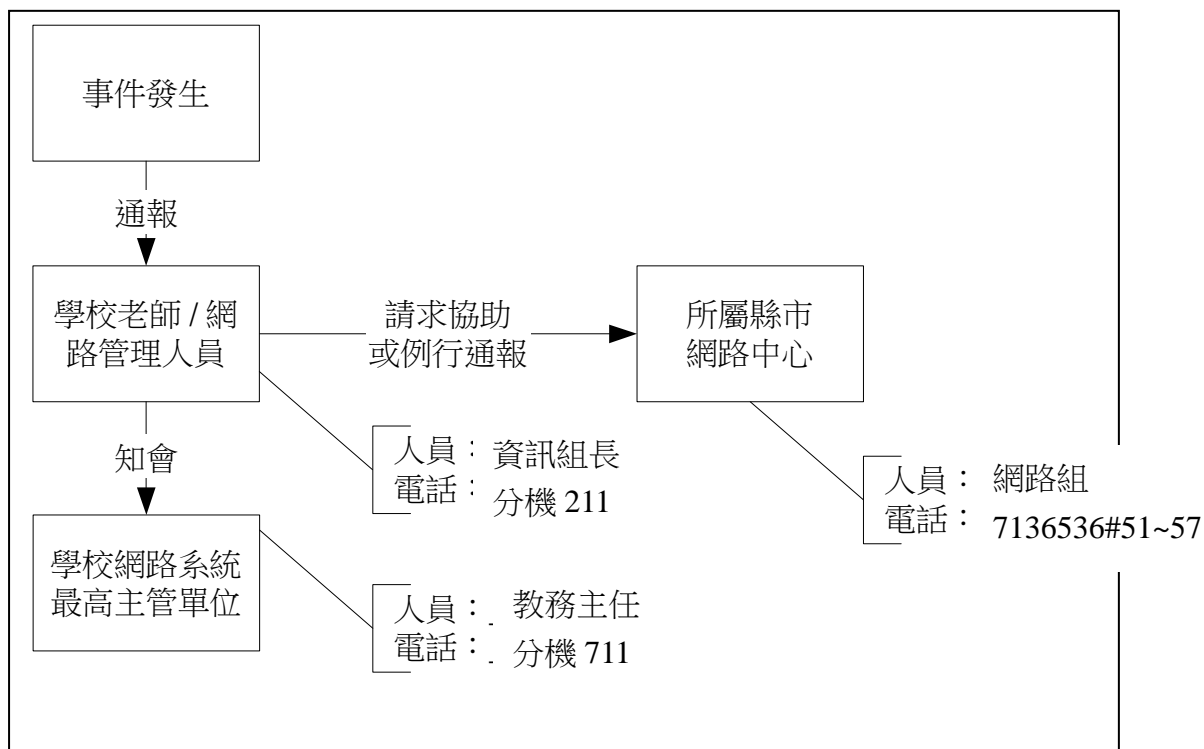 事件發生
通報
學校老師 / 網
路管理人員
請求協助
或例行通報
所屬縣市
網路中心
人員： 資訊組長
電話： 分機 211
人員： 網路組
電話： 7136536#51~57
知會
學校網路系統
最高主管單位
人員： 教務主任
電話： 分機 711